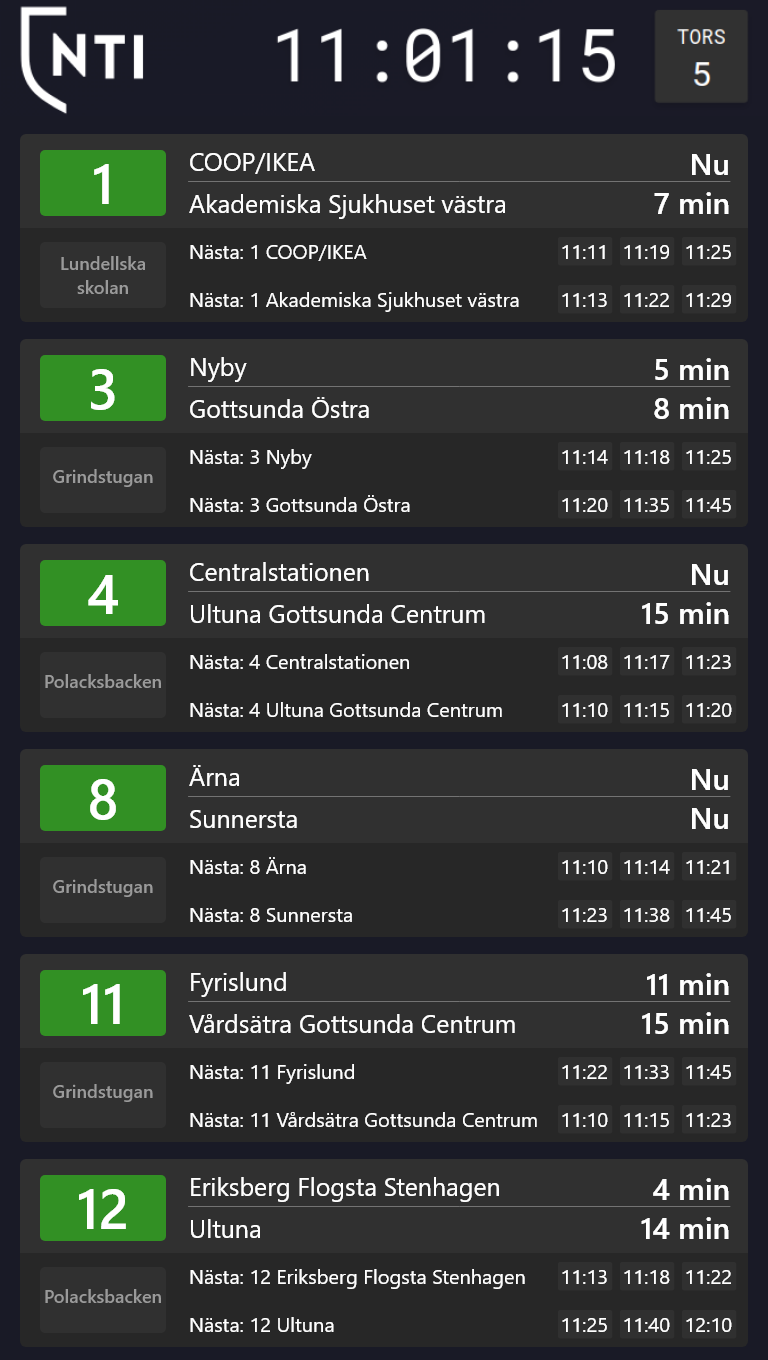 NTI
11:01:15
TORS
5
1
COOP/IKEA Nu
Akademiska Sjukhuset västra 7 min
Lundellska
skolan
Nästa: 1 COOP/IKEA 11:11 11:19 11:25
Nästa: 1 Akademiska Sjukhuset västra 11:13 11:22 11:29
3
Nyby 5 min
Gottsunda Östra 8 min
Grindstugan
Nästa: 3 Nyby 11:14 11:18 11:25
Nästa: 3 Gottsunda Östra 11:20 11:35 11:45
4
Centralstationen Nu
Ultuna Gottsunda Centrum 15 min
Polacksbacken
Nästa: 4 Centralstationen 11:08 11:17 11:23
Nästa: 4 Ultuna Gottsunda Centrum 11:10 11:15 11:20
8
Ärna Nu
Sunnersta Nu
Grindstugan
Nästa: 8 Ärna 11:10 11:14 11:21
Nästa: 8 Sunnersta 11:23 11:38 11:45
11
Fyrislund 11 min
Vårdsätra Gottsunda Centrum 15 min
Grindstugan
Nästa: 11 Fyrislund 11:22 11:33 11:45
Nästa: 11 Vårdsätra Gottsunda Centrum 11:10 11:15 11:23
12
Eriksberg Flogsta Stenhagen 4 min
Ultuna 14 min
Polacksbacken
Nästa: 12 Eriksberg Flogsta Stenhagen 11:13 11:18 11:22
Nästa: 12 Ultuna 11:25 11:40 12:10